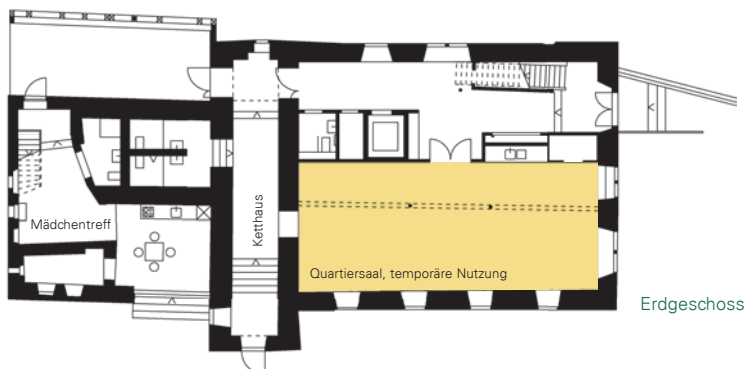 Mädchentreff
Ketthaus
Quartiersaal, temporäre Nutzung
Erdgeschoss